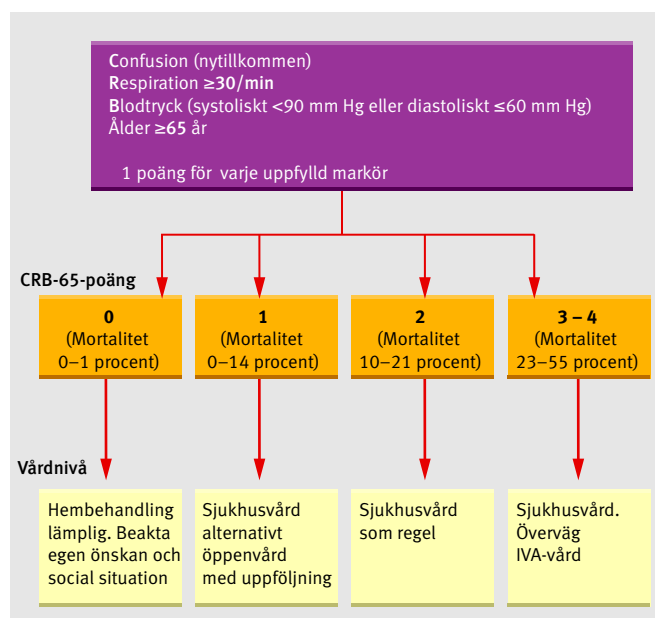 Confusion (nytillkommen)
Respiration ≥30/min
Blodtryck (systoliskt <90 mm Hg eller diastoliskt ≤60 mm Hg)
Ålder ≥65 år
1 poäng för varje uppfylld markör
CRB-65-poäng
0
(Mortalitet
0–1 procent)
1
(Mortalitet
0–14 procent)
2
(Mortalitet
10–21 procent)
3 – 4
(Mortalitet
23–55 procent)
Vårdnivå
Hembehandling
lämplig. Beakta
egen önskan och
social situation
Sjukhusvård
alternativt
öppenvård
med uppföljning
Sjukhusvård
som regel
Sjukhusvård.
Överväg
IVA-vård